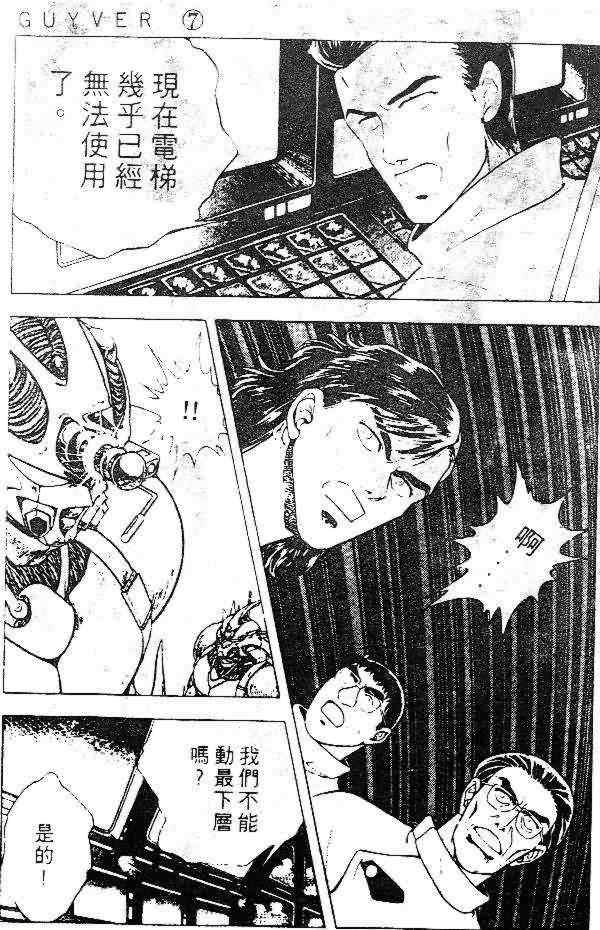 GUYVER ⑦
現在電梯
幾乎已經
無法使用
了。
啊…
!!
我們不能
動最下層
嗎？
是的！